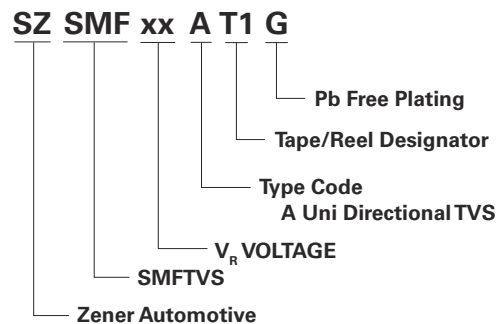 SZ SMF xx A T1 G
Pb Free Plating
Tape/Reel Designator
Type Code
A Uni Directional TVS
VR VOLTAGE
SMFTVS
Zener Automotive